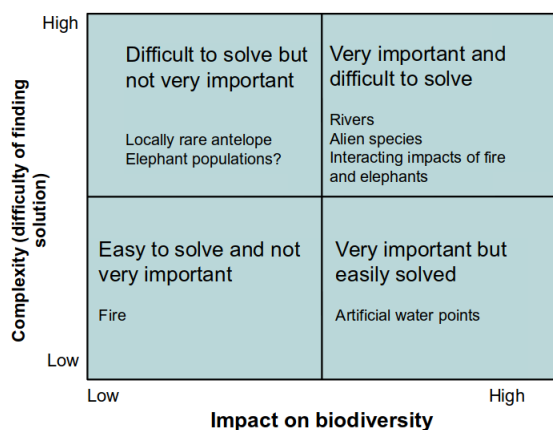 High
Difficult to solve but
not very important
Locally rare antelope
Elephant populations?
Very important and
difficult to solve
Rivers
Alien species
Interacting impacts of fire
and elephants
Complexity (difficulty of finding
solution)
Easy to solve and not
very important
Fire
Very important but
easily solved
Artificial water points
Low
Low
High
Impact on biodiversity